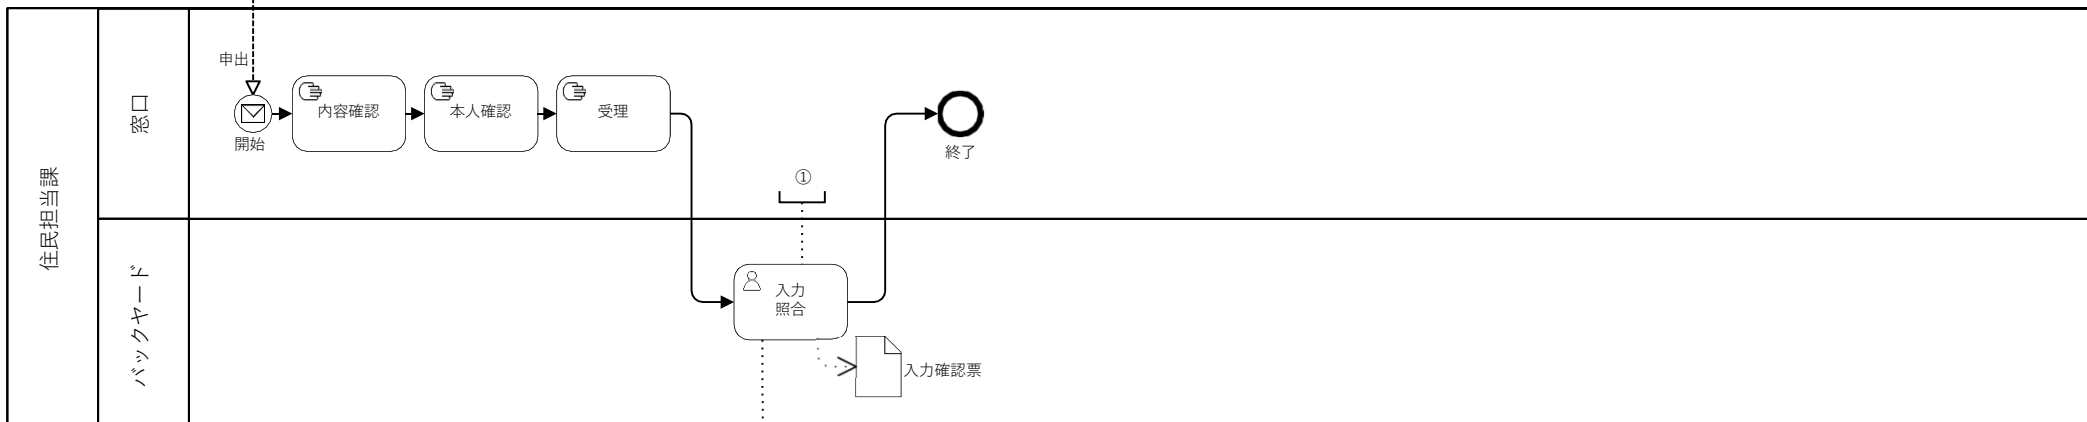 住民担当課
窓口
申出
開始
内容確認
本人確認
受理
終了
①
バックヤード
入力
照合
入力確認票